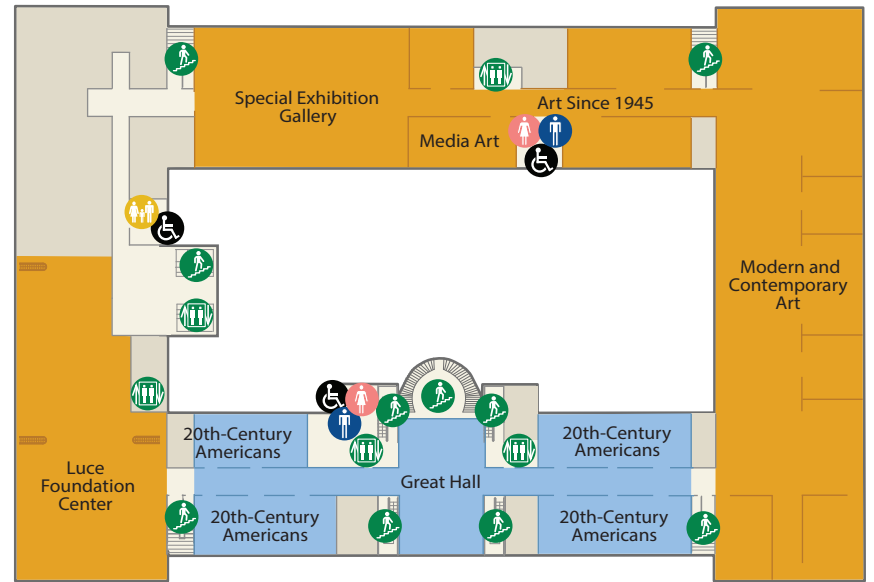 Special Exhibition
Gallery
Art Since 1945
Media Art
Modern and
Contemporary
Art
20th-Century
Americans
20th-Century
Americans
Great Hall
Luce
Foundation
Center
20th-Century
Americans
20th-Century
Americans